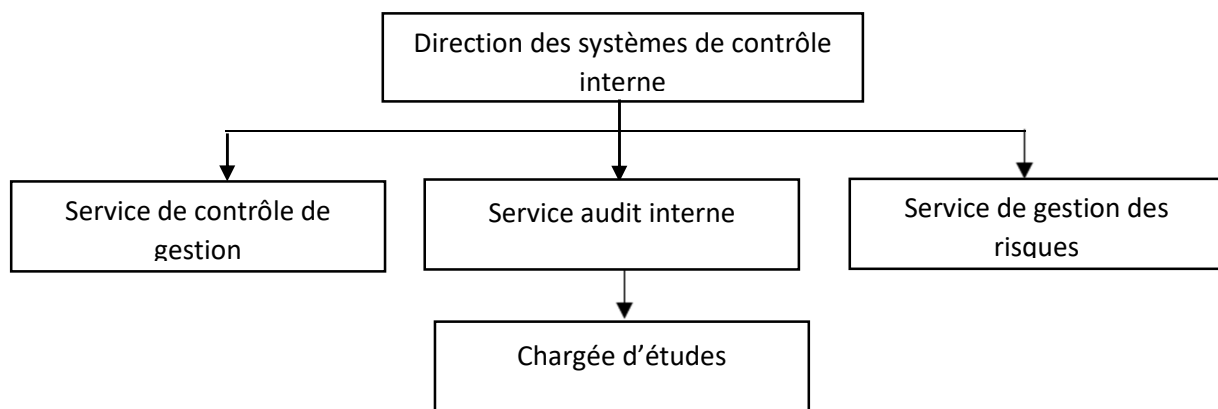 Direction des systèmes de contrôle
interne
Service de contrôle de
gestion
Service audit interne
Service de gestion des
risques
Chargée d’études